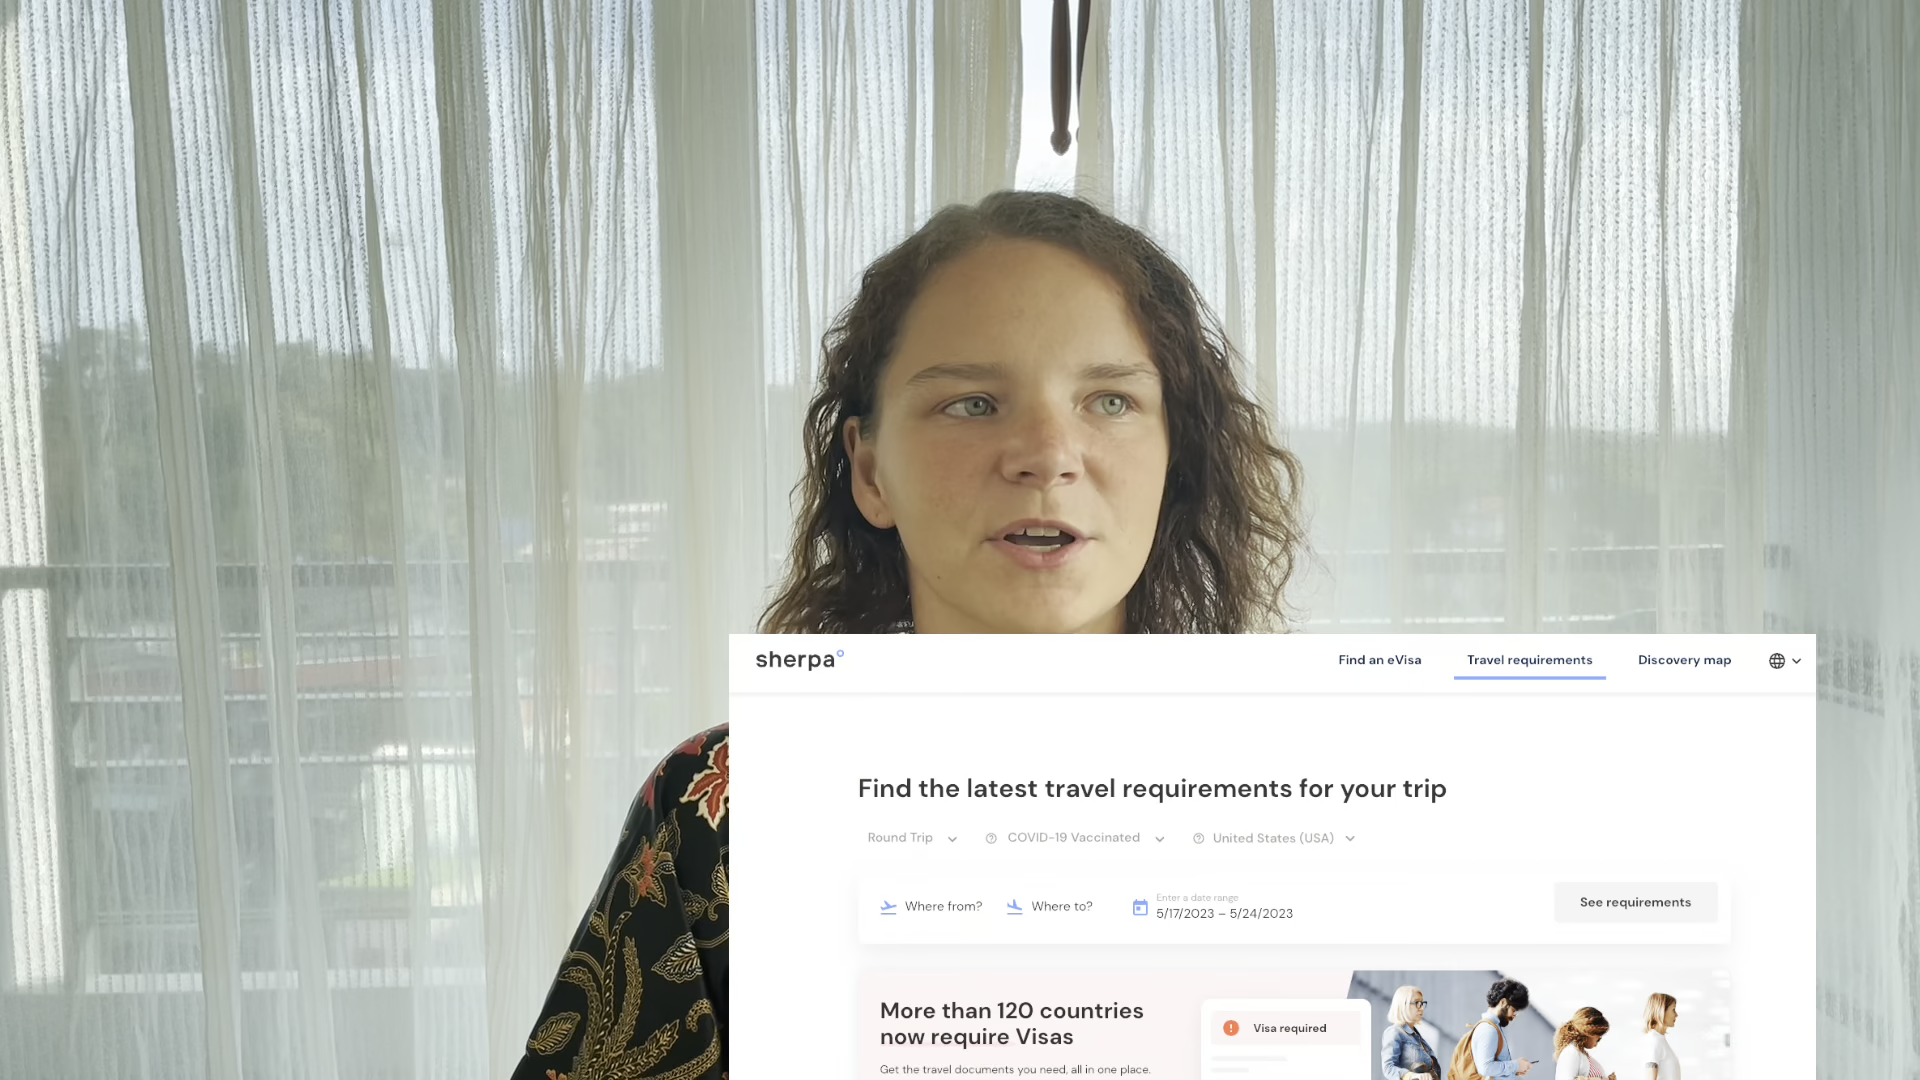 sherpa°
Find an eVisa
Travel requirements
Discovery map
Find the latest travel requirements for your trip
Round Trip
COVID-19 Vaccinated
United States (USA)
Where from?
Where to?
Enter a date range
5/17/2023 – 5/24/2023
See requirements
More than 120 countries
now require Visas
Get the travel documents you need, all in one place.
Visa required